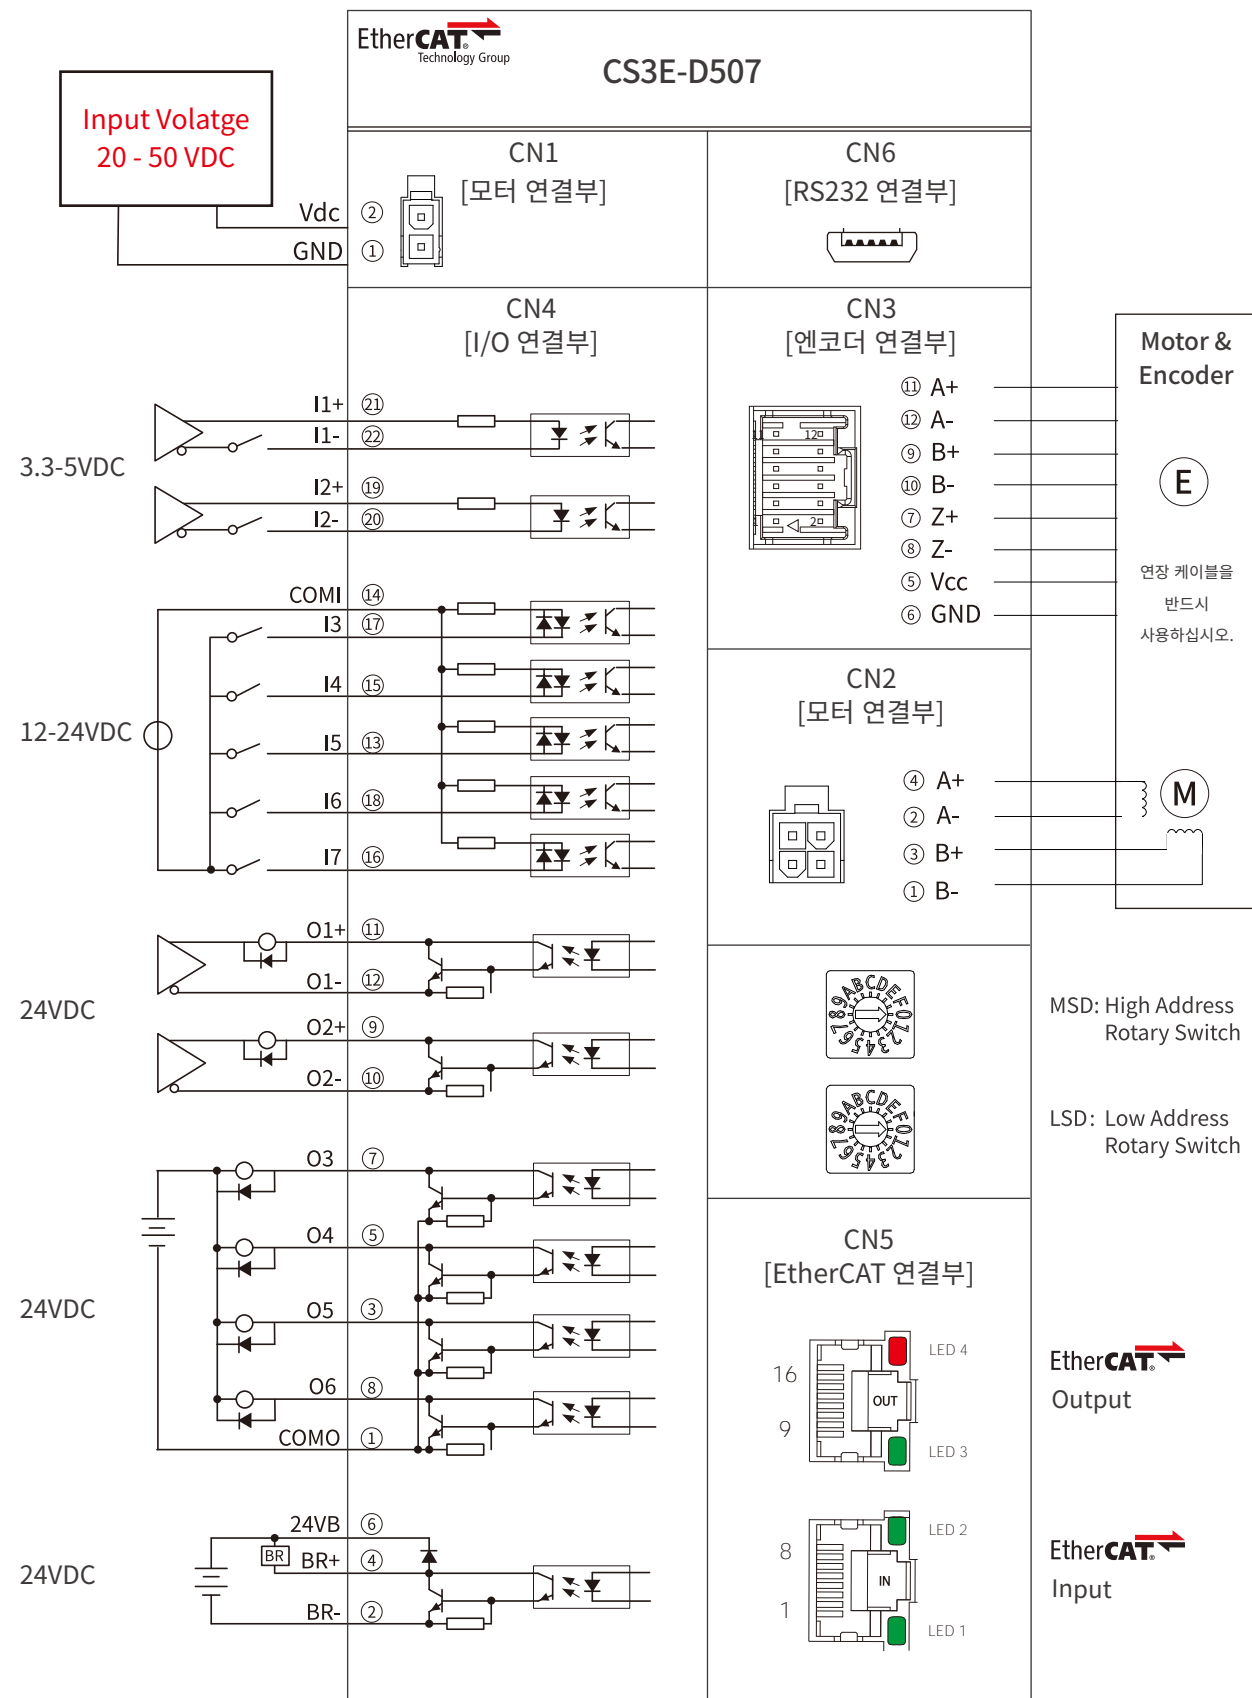 EtherCAT®
Technology Group
CS3E-D507
Input Volatge
20 - 50 VDC
Vdc ②
GND ①
CN1
[모터 연결부]
CN6
[RS232 연결부]
CN4
[I/O 연결부]
3.3-5VDC
I1+ ㉑
I1- ㉒
I2+ ⑲
I2- ⑳
12-24VDC
COMI ⑭
I3 ⑰
I4 ⑮
I5 ⑬
I6 ⑱
I7 ⑯
24VDC
O1+ ⑪
O1- ⑫
O2+ ⑨
O2- ⑩
24VDC
O3 ⑦
O4 ⑤
O5 ③
O6 ⑧
COMO ①
24VDC
24VB ⑥
BR
BR+ ④
BR- ②
CN3
[엔코더 연결부]
11 12
1 2
⑪ A+
⑫ A-
⑨ B+
⑩ B-
⑦ Z+
⑧ Z-
⑤ Vcc
⑥ GND
Motor &
Encoder
E
연장 케이블을
반드시
사용하십시오.
CN2
[모터 연결부]
④ A+
② A-
③ B+
① B-
M
0123456789ABCDEF
MSD: High Address
Rotary Switch
0123456789ABCDEF
LSD: Low Address
Rotary Switch
CN5
[EtherCAT 연결부]
16
9
OUT
LED 4
LED 3
EtherCAT®
Output
8
1
IN
LED 2
LED 1
EtherCAT®
Input